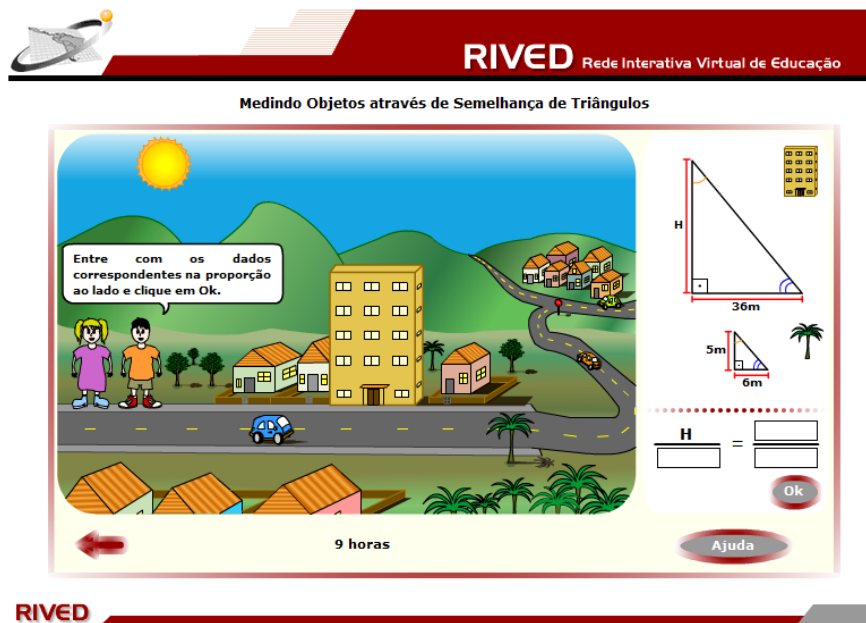 RIVED Rede Interativa Virtual de Educação
Medindo Objetos através de Semelhança de Triângulos
Entre com os dados
correspondentes na proporção
ao lado e clique em Ok.
H
36m
5m
6m
H
=
Ok
9 horas
Ajuda
RIVED